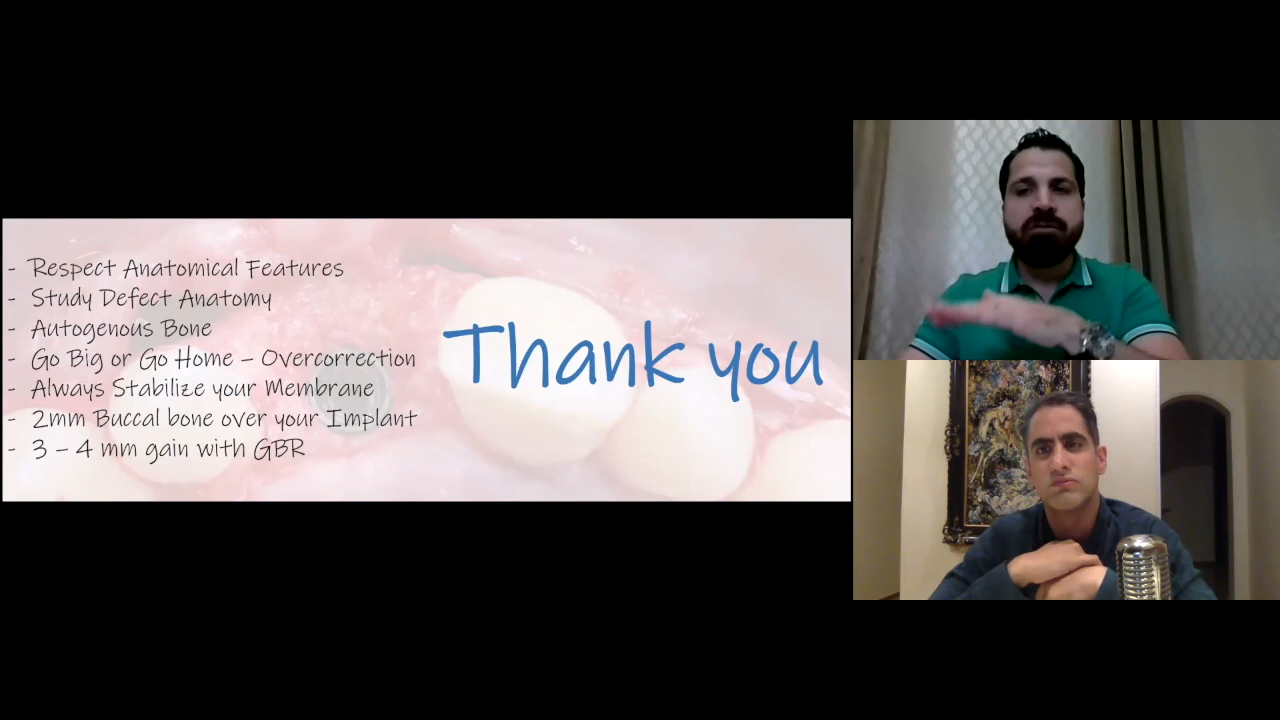 - Respect Anatomical Features
- Study Defect Anatomy
- Autogenous Bone
- Go Big or Go Home – Overcorrection
- Always Stabilize your Membrane
- 2mm Buccal bone over your Implant
- 3 – 4 mm gain with GBR
Thank you